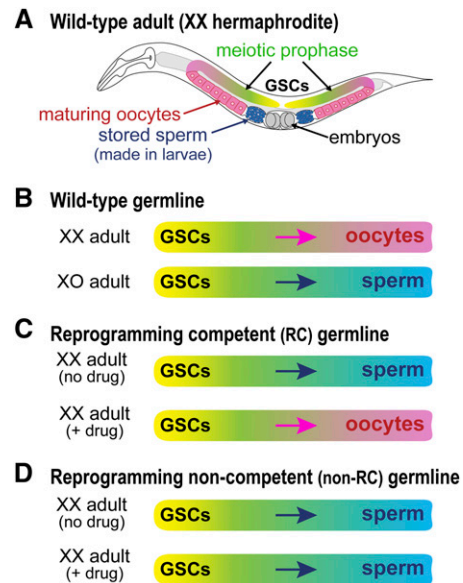 A Wild-type adult (XX hermaphrodite)
meiotic prophase
GSCs
maturing oocytes
stored sperm
(made in larvae)
embryos
B Wild-type germline
XX adult GSCs oocytes
XO adult GSCs sperm
C Reprogramming competent (RC) germline
XX adult
(no drug)
GSCs sperm
XX adult
(+ drug)
GSCs oocytes
D Reprogramming non-competent (non-RC) germline
XX adult
(no drug)
GSCs sperm
XX adult
(+ drug)
GSCs sperm